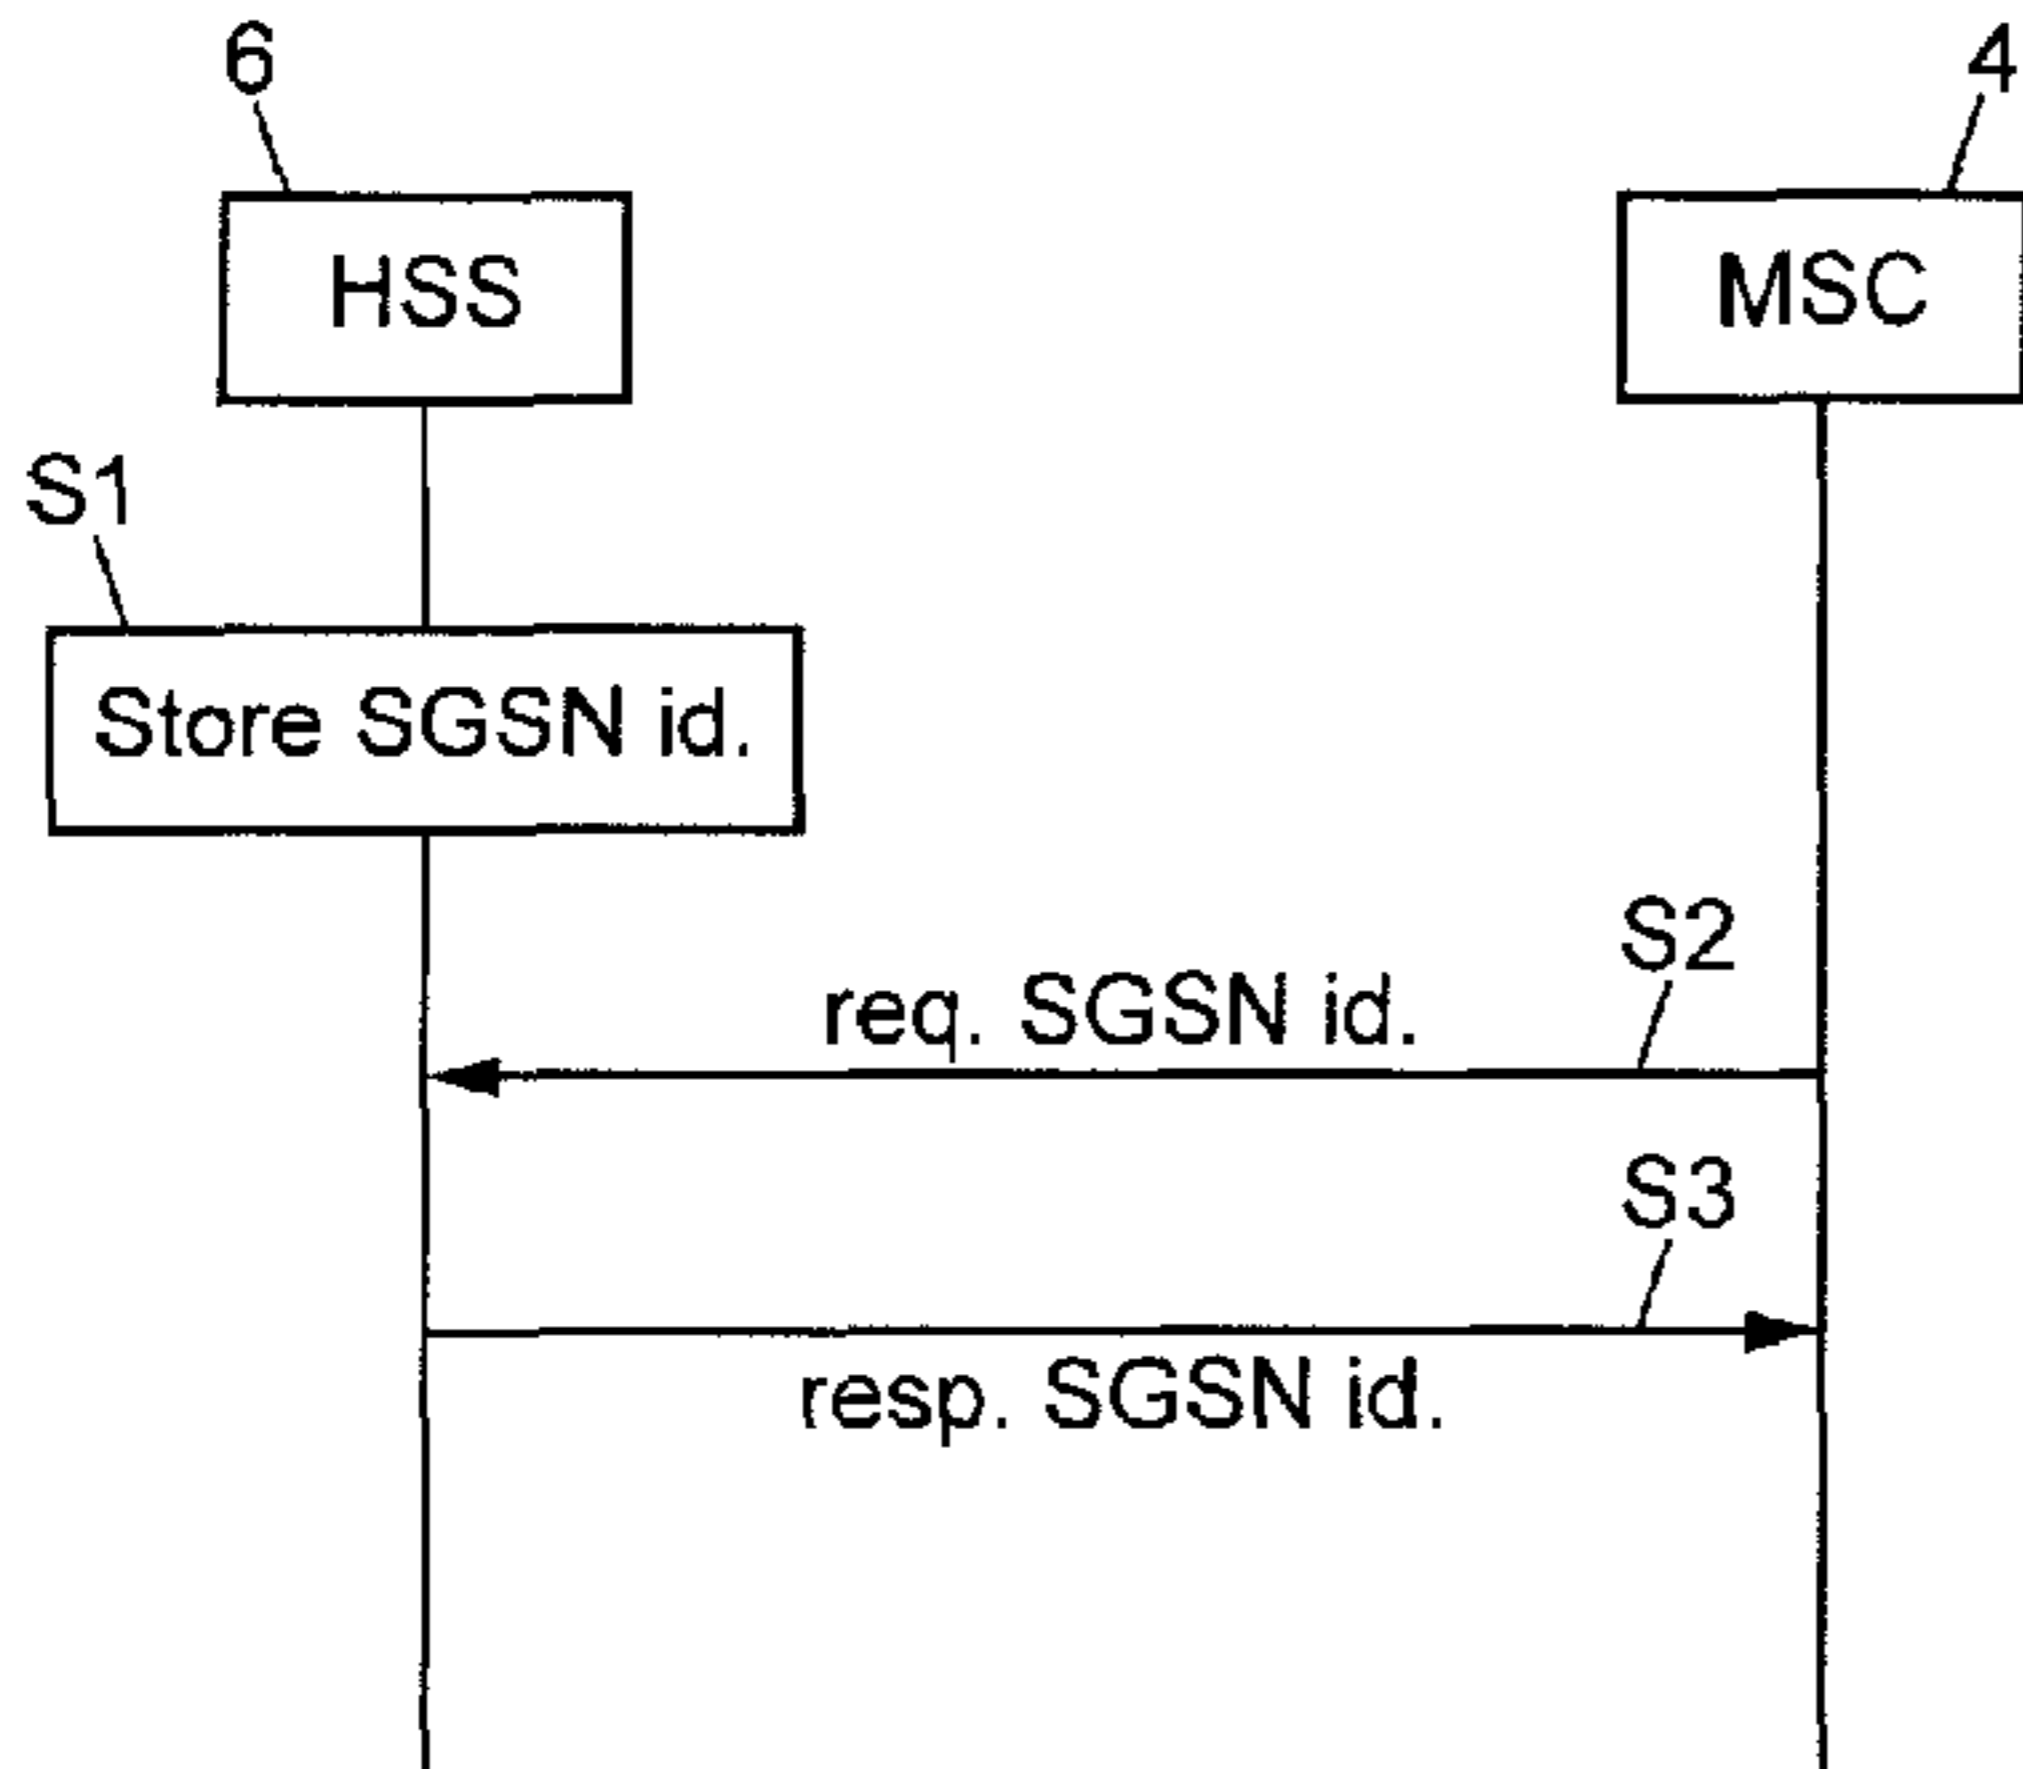 6
4
HSS
MSC
S1
Store SGSN id.
S2
req. SGSN id.
S3
resp. SGSN id.